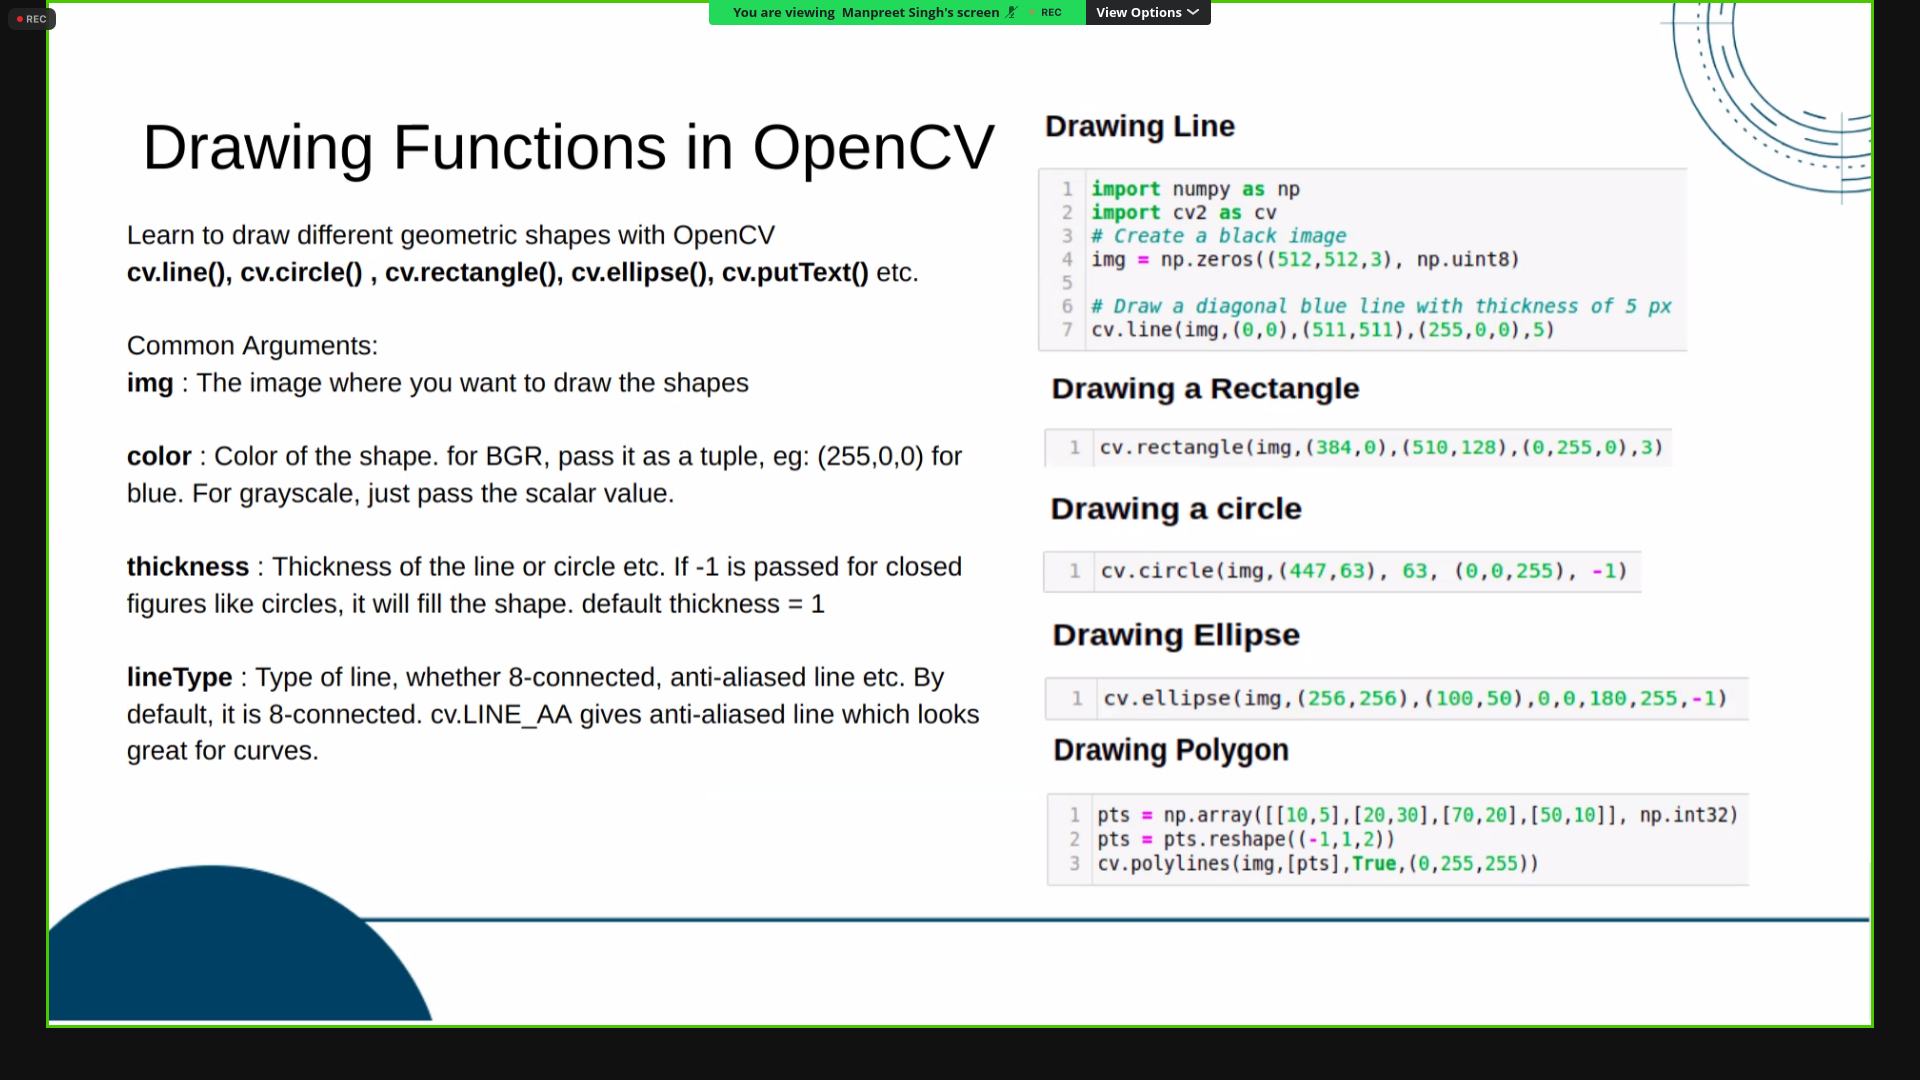 REC
You are viewing Manpreet Singh's screen REC View Options
Drawing Functions in OpenCV
Learn to draw different geometric shapes with OpenCV
cv.line(), cv.circle() , cv.rectangle(), cv.ellipse(), cv.putText() etc.
Common Arguments:
img : The image where you want to draw the shapes
color : Color of the shape. for BGR, pass it as a tuple, eg: (255,0,0) for
blue. For grayscale, just pass the scalar value.
thickness : Thickness of the line or circle etc. If -1 is passed for closed
figures like circles, it will fill the shape. default thickness = 1
lineType : Type of line, whether 8-connected, anti-aliased line etc. By
default, it is 8-connected. cv.LINE_AA gives anti-aliased line which looks
great for curves.
Drawing Line
1 import numpy as np
2 import cv2 as cv
3 # Create a black image
4 img = np.zeros((512,512,3), np.uint8)
5
6 # Draw a diagonal blue line with thickness of 5 px
7 cv.line(img,(0,0),(511,511),(255,0,0),5)
Drawing a Rectangle
1 cv.rectangle(img,(384,0),(510,128),(0,255,0),3)
Drawing a circle
1 cv.circle(img,(447,63), 63, (0,0,255), -1)
Drawing Ellipse
1 cv.ellipse(img,(256,256),(100,50),0,0,180,255,-1)
Drawing Polygon
1 pts = np.array([[10,5],[20,30],[70,20],[50,10]], np.int32)
2 pts = pts.reshape((-1,1,2))
3 cv.polylines(img,[pts],True,(0,255,255))